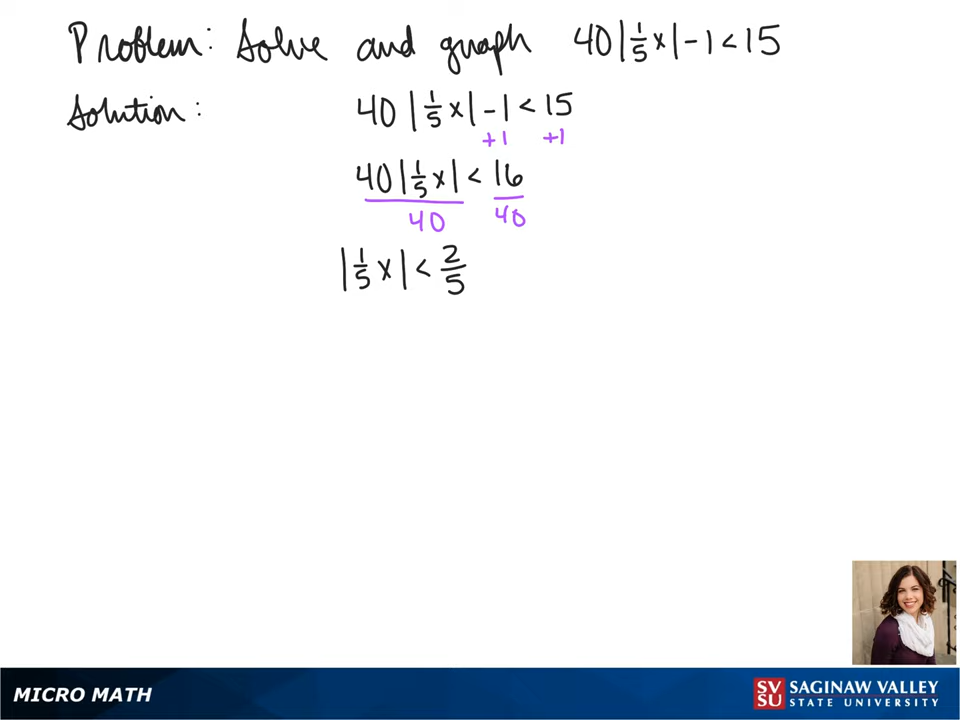 Problem: Solve and graph 40|1/5 x| - 1 < 15
Solution: 40|1/5 x| - 1 < 15
+1 +1
40|1/5 x| < 16
40 40
|1/5 x| < 2/5
MICRO MATH
SV SU SAGINAW VALLEY
STATE UNIVERSITY